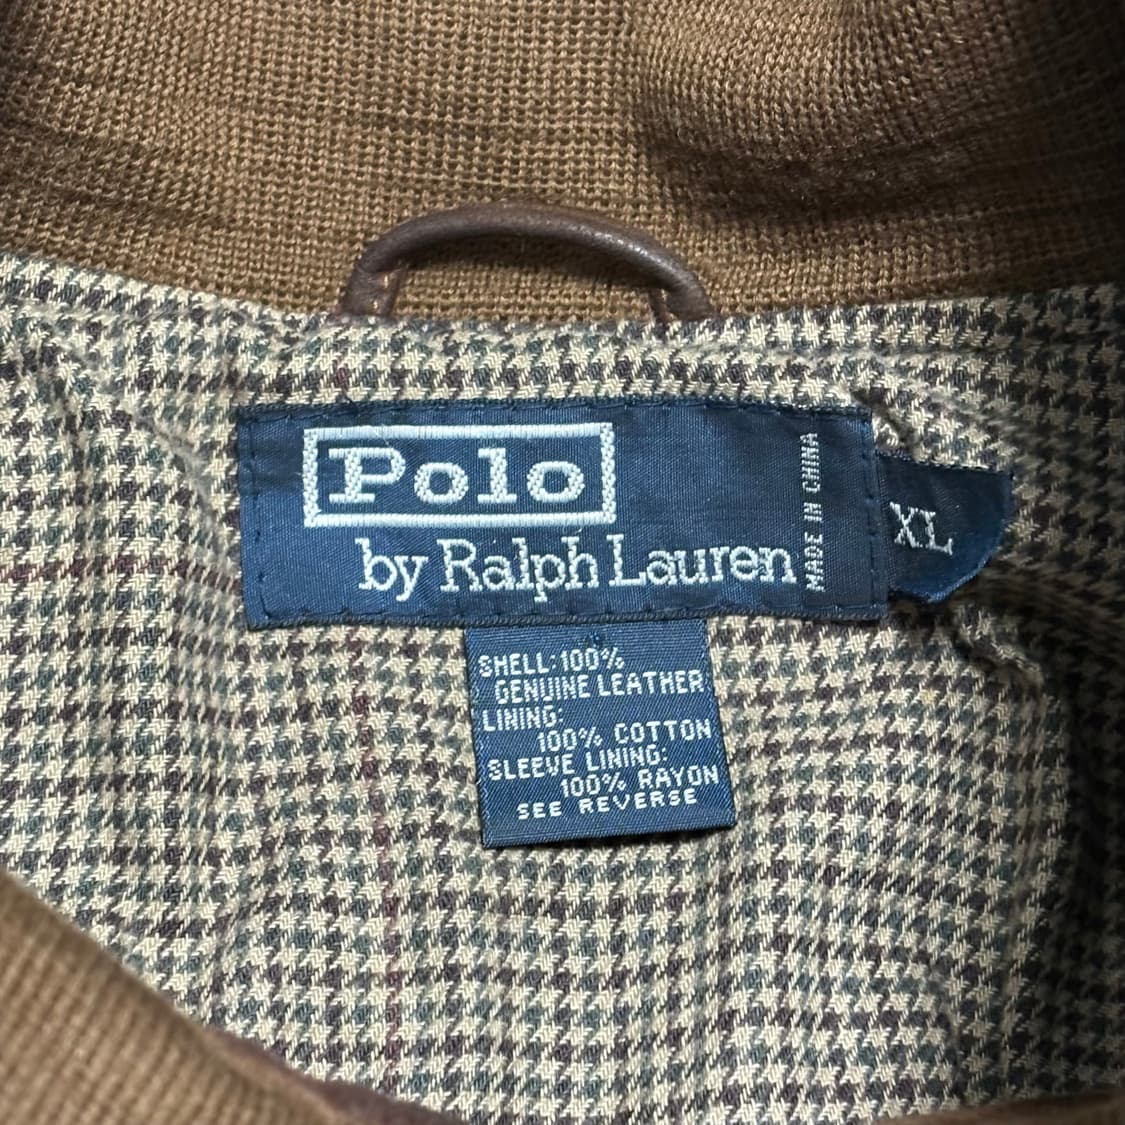 Polo
by Ralph Lauren
MADE IN CHINA
XL
SHELL:100%
GENUINE LEATHER
LINING:
100% COTTON
SLEEVE LINING:
100% RAYON
SEE REVERSE